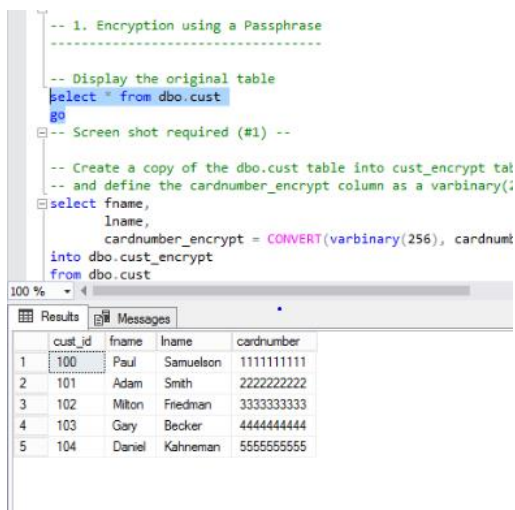 -- 1. Encryption using a Passphrase
----------------------------------
-- Display the original table
select * from dbo.cust
go
-- Screen shot required (#1) --
-- Create a copy of the dbo.cust table into cust_encrypt tab
-- and define the cardnumber_encrypt column as a varbinary(2
select fname,
lname,
cardnumber_encrypt = CONVERT(varbinary(256), cardnumb
into dbo.cust_encrypt
from dbo.cust
100 %
Results Messages
cust_id fname lname cardnumber
1 100 Paul Samuelson 1111111111
2 101 Adam Smith 2222222222
3 102 Milton Friedman 3333333333
4 103 Gary Becker 4444444444
5 104 Daniel Kahneman 5555555555